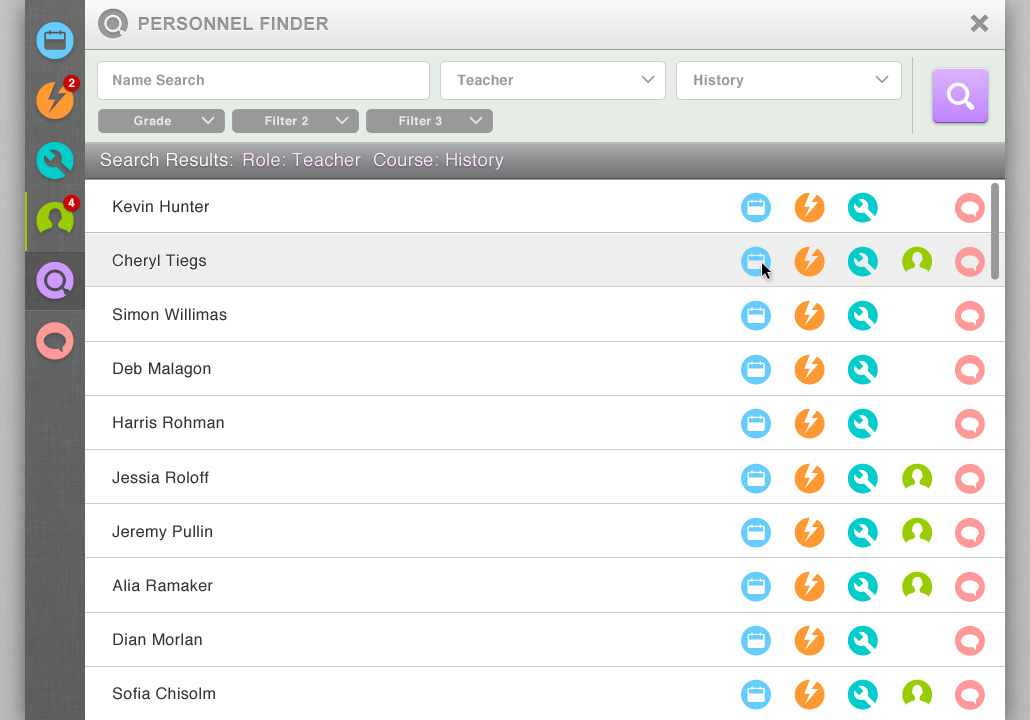 PERSONNEL FINDER
Name Search
Teacher
History
Grade
Filter 2
Filter 3
2
4
Search Results: Role: Teacher Course: History
Kevin Hunter
Cheryl Tiegs
Simon Willimas
Deb Malagon
Harris Rohman
Jessia Roloff
Jeremy Pullin
Alia Ramaker
Dian Morlan
Sofia Chisolm